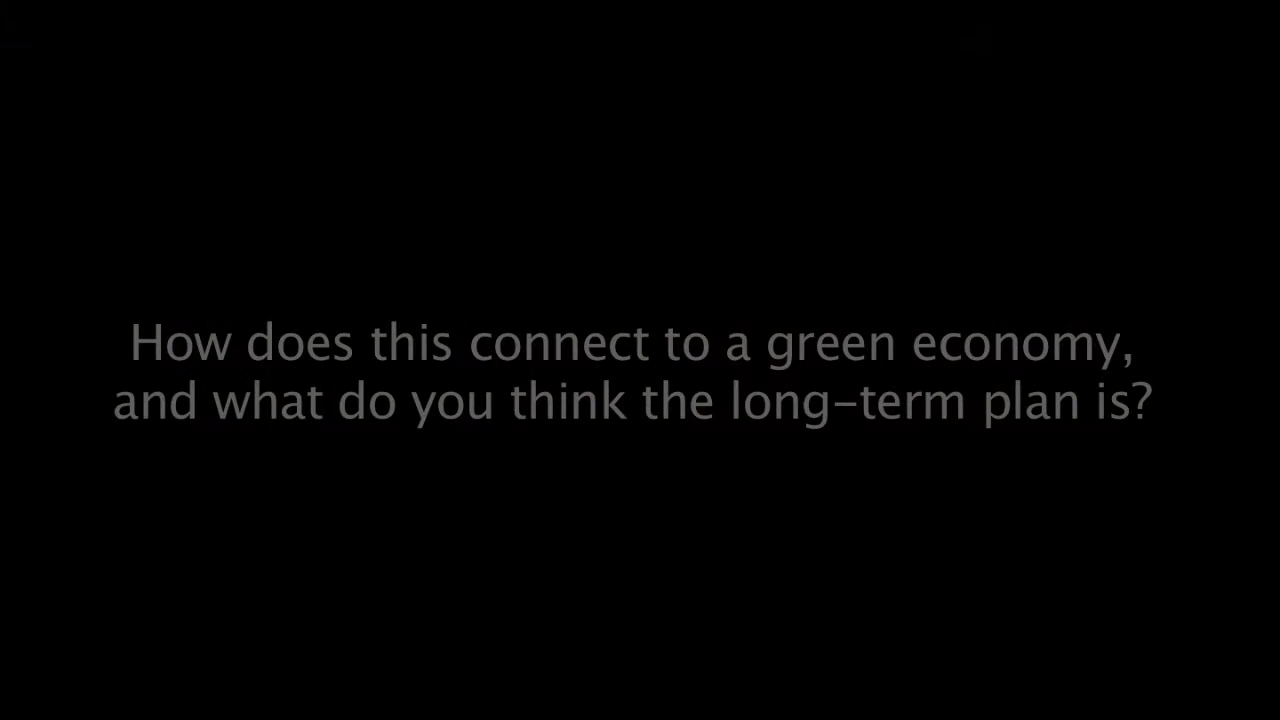 How does this connect to a green economy,
and what do you think the long-term plan is?